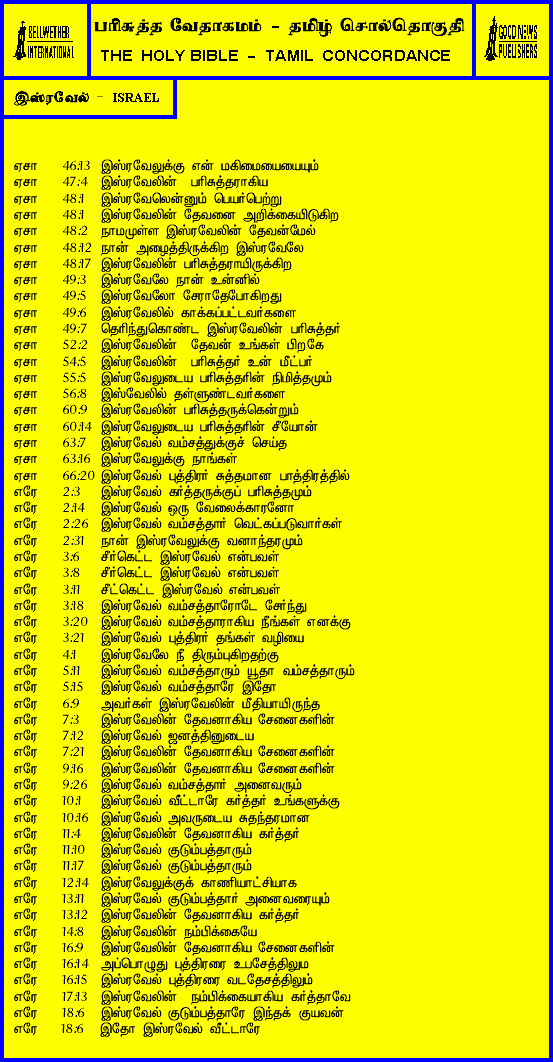 BELLWETHER
INTERNATIONAL
பரிசுத்த வேதாகமம் - தமிழ் சொல்தொகுதி
THE HOLY BIBLE - TAMIL CONCORDANCE
GOOD NEWS
PUBLISHERS
இஸ்ரவேல் - ISRAEL
ஏசா 46:13 இஸ்ரவேலுக்கு என் மகிமையையையும்
ஏசா 47:4 இஸ்ரவேலின் பரிசுத்தராகிய
ஏசா 48:1 இஸ்ரவேலென்னும் பெயர்பெற்று
ஏசா 48:1 இஸ்ரவேலின் தேவனை அறிக்கையிடுகிற
ஏசா 48:2 நாமமுள்ள இஸ்ரவேலின் தேவன்மேல்
ஏசா 48:12 நான் அழைத்திருக்கிற இஸ்ரவேலே
ஏசா 48:17 இஸ்ரவேலின் பரிசுத்தராயிருக்கிற
ஏசா 49:3 இஸ்ரவேலே நான் உன்னில்
ஏசா 49:5 இஸ்ரவேலோ சேராதேபோகிறது
ஏசா 49:6 இஸ்ரவேலில் காக்கப்பட்டவர்களை
ஏசா 49:7 தெரிந்துகொண்ட இஸ்ரவேலின் பரிசுத்தர்
ஏசா 52:2 இஸ்ரவேலின் தேவன் உங்கள் பிறகே
ஏசா 54:5 இஸ்ரவேலின் பரிசுத்தர் உன் மீட்பர்
ஏசா 55:5 இஸ்ரவேலுடைய பரிசுத்தரின் நிமித்தமும்
ஏசா 56:8 இஸ்வேலில் தள்ளுண்டவர்களை
ஏசா 60:9 இஸ்ரவேலின் பரிசுத்தருக்கென்றும்
ஏசா 60:14 இஸ்ரவேலுடைய பரிசுத்தரின் சீயோன்
ஏசா 63:7 இஸ்ரவேல் வம்சத்துக்குச் செய்த
ஏசா 63:16 இஸ்ரவேலுக்கு நாங்கள்
ஏசா 66:20 இஸ்ரவேல் புத்திரர் சுத்தமான பாத்திரத்தில்
எரே 2:3 இஸ்ரவேல் கர்த்தருக்குப் பரிசுத்தமும்
எரே 2:14 இஸ்ரவேல் ஒரு வேலைக்காரனோ
எரே 2:26 இஸ்ரவேல் வம்சத்தார் வெட்கப்படுவார்கள்
எரே 2:31 நான் இஸ்ரவேலுக்கு வனாந்தரமும்
எரே 3:6 சீர்கெட்ட இஸ்ரவேல் என்பவள்
எரே 3:8 சீர்கெட்ட இஸ்ரவேல் என்பவள்
எரே 3:11 சீட்கெட்ட இஸ்ரவேல் என்பவள்
எரே 3:18 இஸ்ரவேல் வம்சத்தாரோடே சேர்ந்து
எரே 3:20 இஸ்ரவேல் வம்சத்தாராகிய நீங்கள் எனக்கு
எரே 3:21 இஸ்ரவேல் புத்திரர் தங்கள் வழியை
எரே 4:1 இஸ்ரவேலே நீ திரும்புகிறதற்கு
எரே 5:11 இஸ்ரவேல் வம்சத்தாரும் யூதா வம்சத்தாரும்
எரே 5:15 இஸ்ரவேல் வம்சத்தாரே இதோ
எரே 6:9 அவர்கள் இஸ்ரவேலின் மீதியாயிருந்த
எரே 7:3 இஸ்ரவேலின் தேவனாகிய சேனைகளின்
எரே 7:12 இஸ்ரவேல் ஜனத்தினுடைய
எரே 7:21 இஸ்ரவேலின் தேவனாகிய சேனைகளின்
எரே 9:16 இஸ்ரவேலின் தேவனாகிய சேனைகளின்
எரே 9:26 இஸ்ரவேல் வம்சத்தார் அனைவரும்
எரே 10:1 இஸ்ரவேல் வீட்டாரே கர்த்தர் உங்களுக்கு
எரே 10:16 இஸ்ரவேல் அவருடைய சுதந்தரமான
எரே 11:4 இஸ்ரவேலின் தேவனாகிய கர்த்தர்
எரே 11:10 இஸ்ரவேல் குடும்பத்தாரும்
எரே 11:17 இஸ்ரவேல் குடும்பத்தாரும்
எரே 12:14 இஸ்ரவேலுக்குக் காணியாட்சியாக
எரே 13:11 இஸ்ரவேல் குடும்பத்தார் அனைவரையும்
எரே 13:12 இஸ்ரவேலின் தேவனாகிய கர்த்தர்
எரே 14:8 இஸ்ரவேலின் நம்பிக்கையே
எரே 16:9 இஸ்ரவேலின் தேவனாகிய சேனைகளின்
எரே 16:14 அப்பொழுது புத்திரரை உபசேத்திலும
எரே 16:15 இஸ்ரவேல் புத்திரரை வடதேசத்திலும்
எரே 17:13 இஸ்ரவேலின் நம்பிக்கையாகிய கர்த்தாவே
எரே 18:6 இஸ்ரவேல் குடும்பத்தாரே இந்தக் குயவன்
எரே 18:6 இதோ இஸ்ரவேல் வீட்டாரே